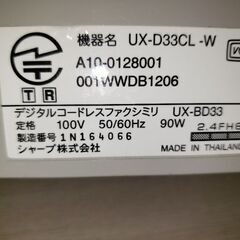 機器名 UX-D33CL-W
A10-0128001
001WWDB1206
T R
デジタルコードレスファクシミリ UX-BD33
定格 100V 50/60Hz 90W 2.4FH8
製造番号 1N164066
シャープ株式会社 MADE IN THAILAND